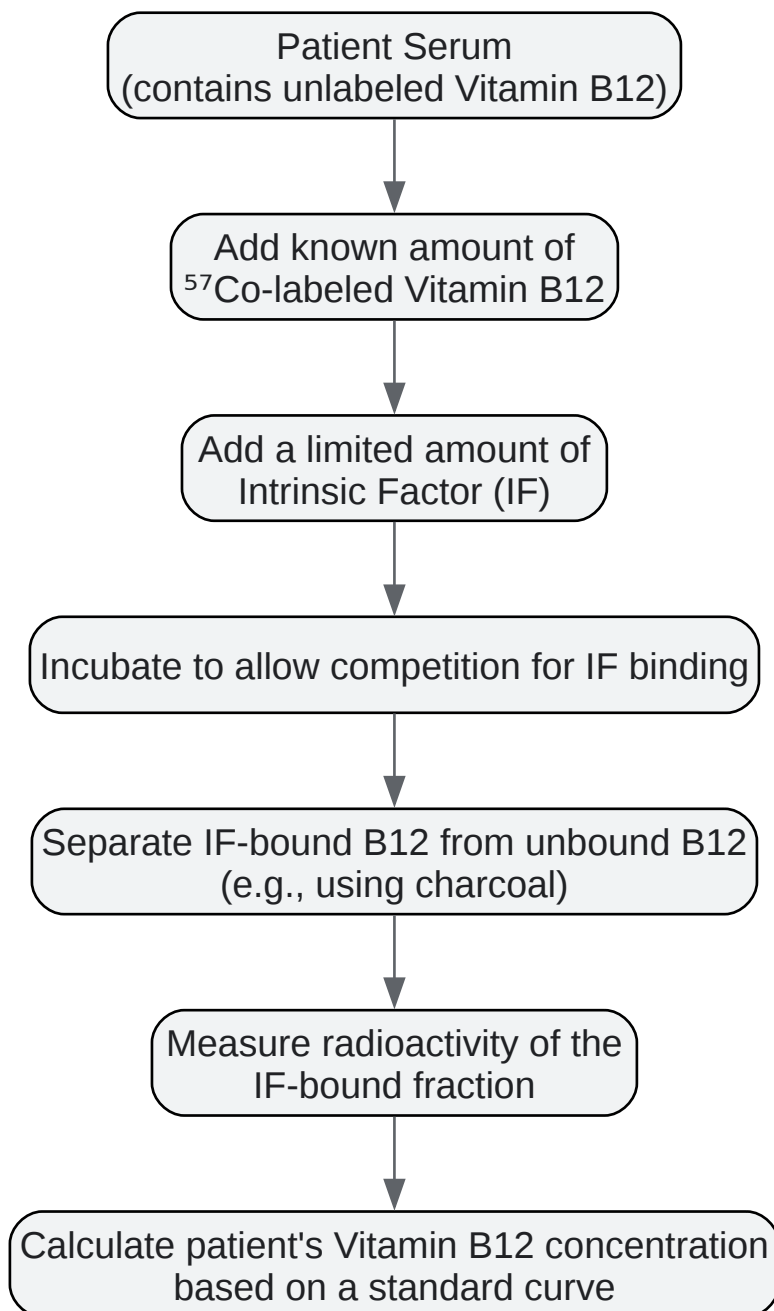 Patient Serum
(contains unlabeled Vitamin B12)
Add known amount of
⁵⁷Co-labeled Vitamin B12
Add a limited amount of
Intrinsic Factor (IF)
Incubate to allow competition for IF binding
Separate IF-bound B12 from unbound B12
(e.g., using charcoal)
Measure radioactivity of the
IF-bound fraction
Calculate patient's Vitamin B12 concentration
based on a standard curve